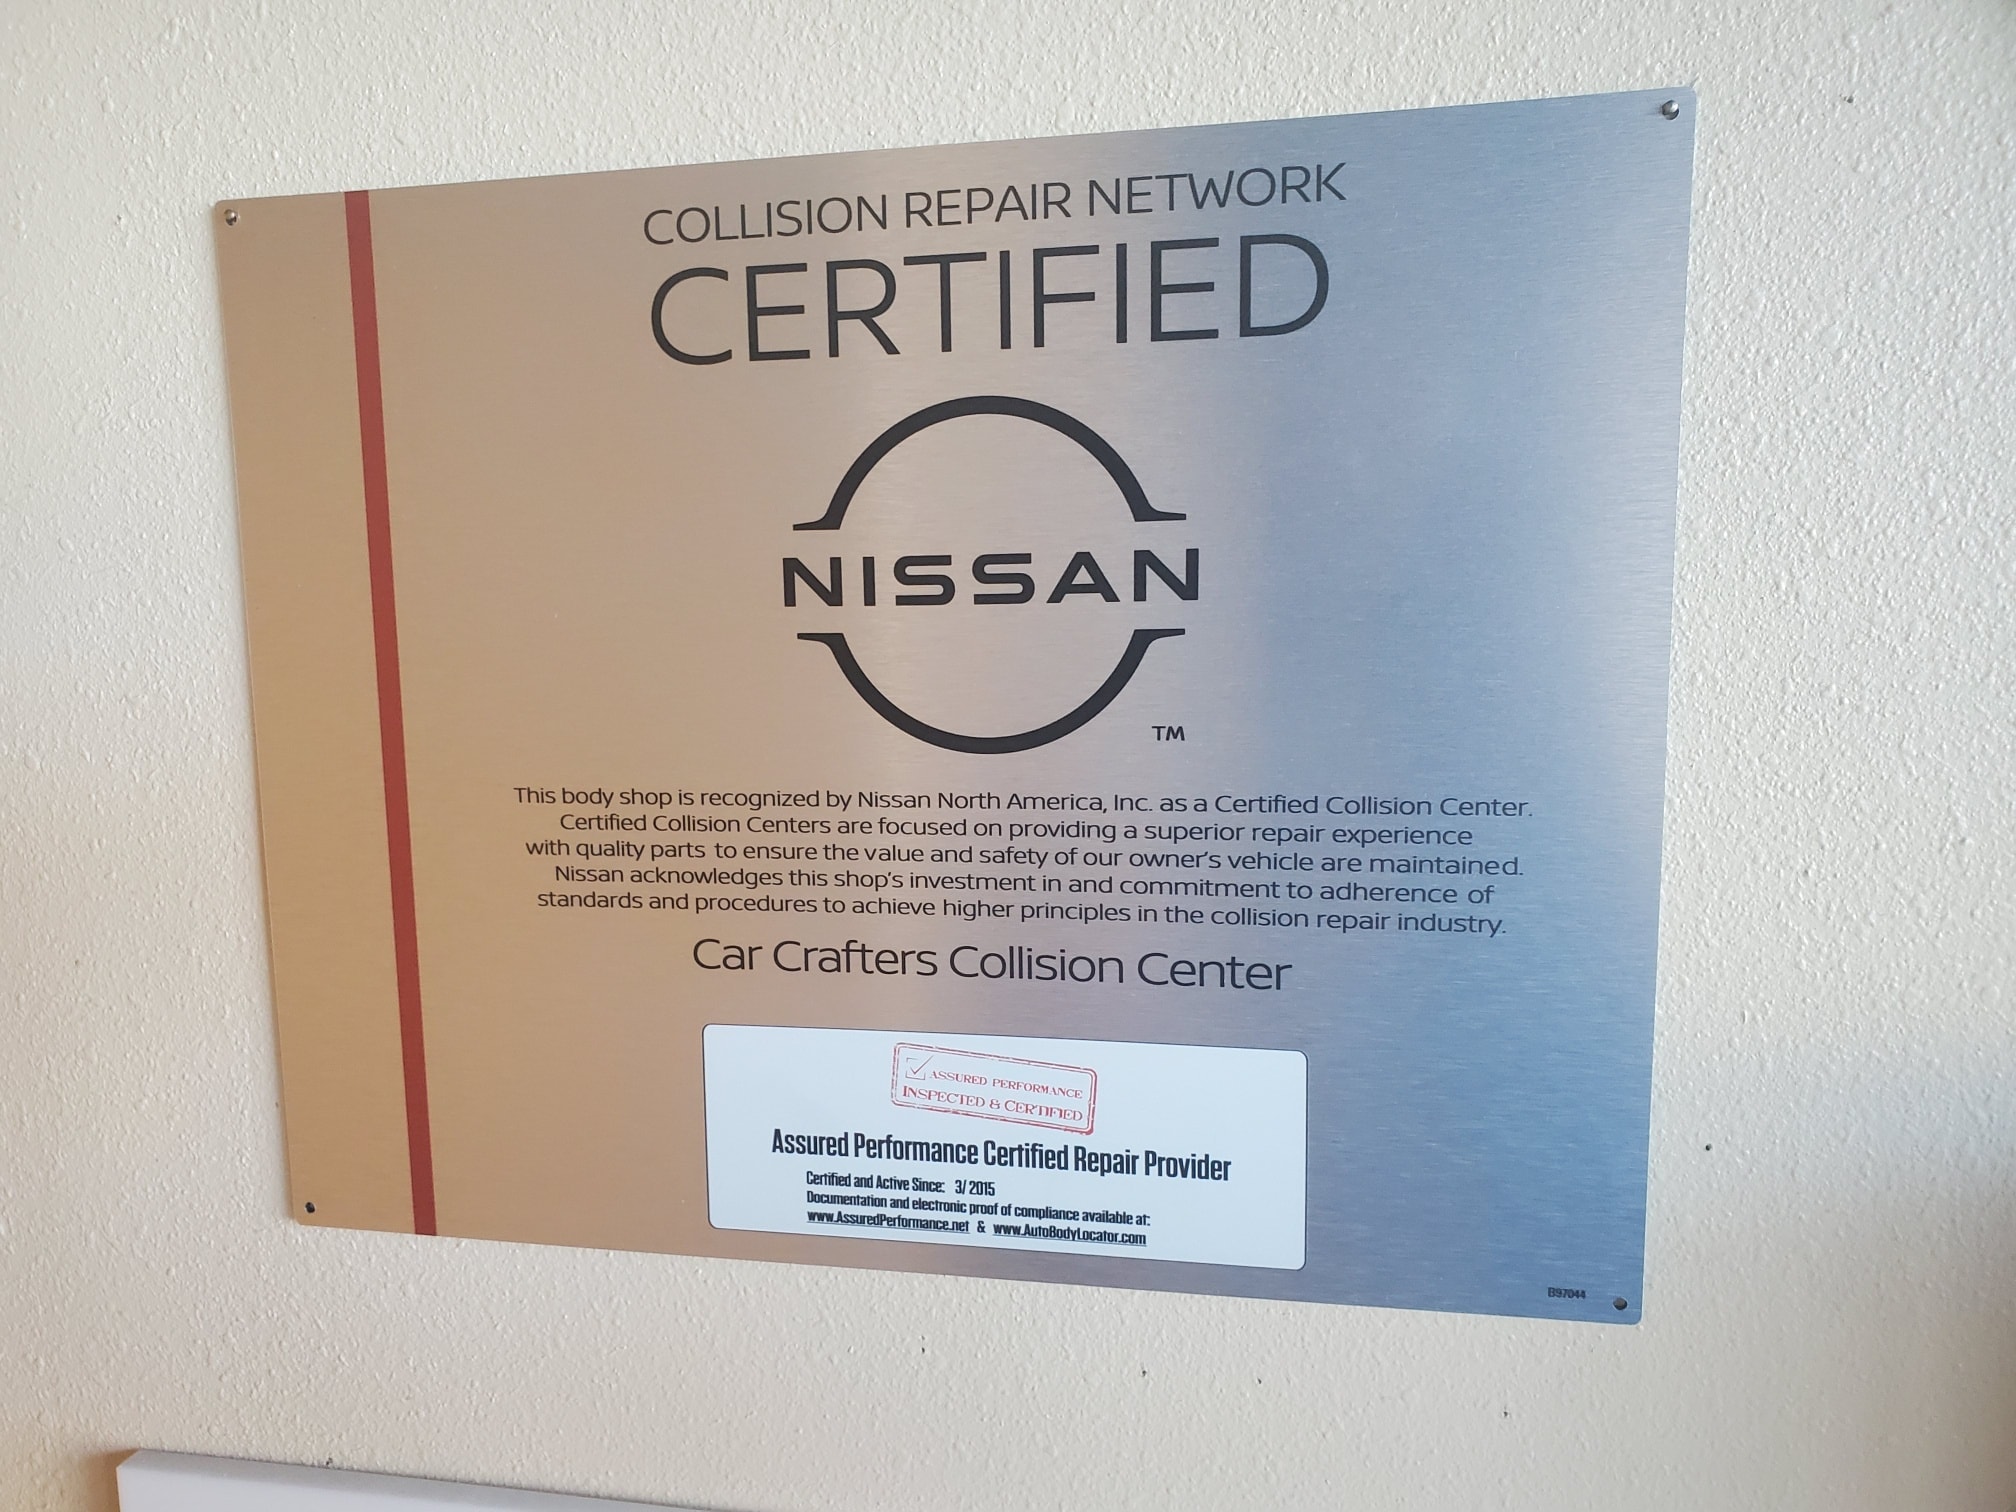 COLLISION REPAIR NETWORK
CERTIFIED
NISSAN
TM
This body shop is recognized by Nissan North America, Inc. as a Certified Collision Center.
Certified Collision Centers are focused on providing a superior repair experience
with quality parts to ensure the value and safety of our owner's vehicle are maintained.
Nissan acknowledges this shop's investment in and commitment to adherence of
standards and procedures to achieve higher principles in the collision repair industry.
Car Crafters Collision Center
ASSURED PERFORMANCE
INSPECTED & CERTIFIED
Assured Performance Certified Repair Provider
Certified and Active Since: 3/ 2015
Documentation and electronic proof of compliance available at:
www.AssuredPerformance.net & www.AutoBodyLocator.com
B97044